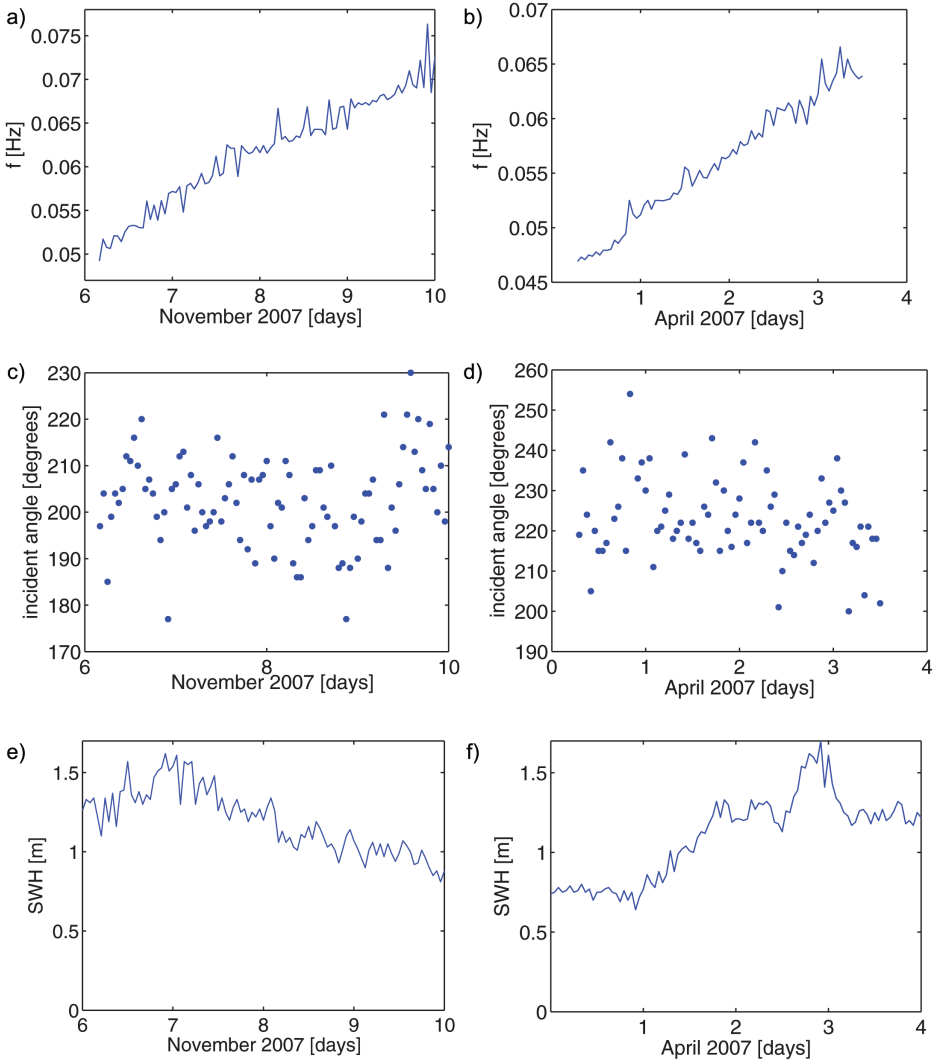 a)
0.075
0.07
0.065
0.06
0.055
0.05
f [Hz]
6 7 8 9 10
November 2007 [days]
b)
0.07
0.065
0.06
0.055
0.05
0.045
f [Hz]
1 2 3 4
April 2007 [days]
c)
230
220
210
200
190
180
170
incident angle [degrees]
6 7 8 10
November 2007 [days]
d)
260
250
240
230
220
210
200
190
incident angle [degrees]
0 1 2 3 4
April 2007 [days]
e)
1.5
1
0.5
0
SWH [m]
6 7 8 9 10
November 2007 [days]
f)
1.5
1
0.5
0
SWH [m]
1 2 3 4
April 2007 [days]